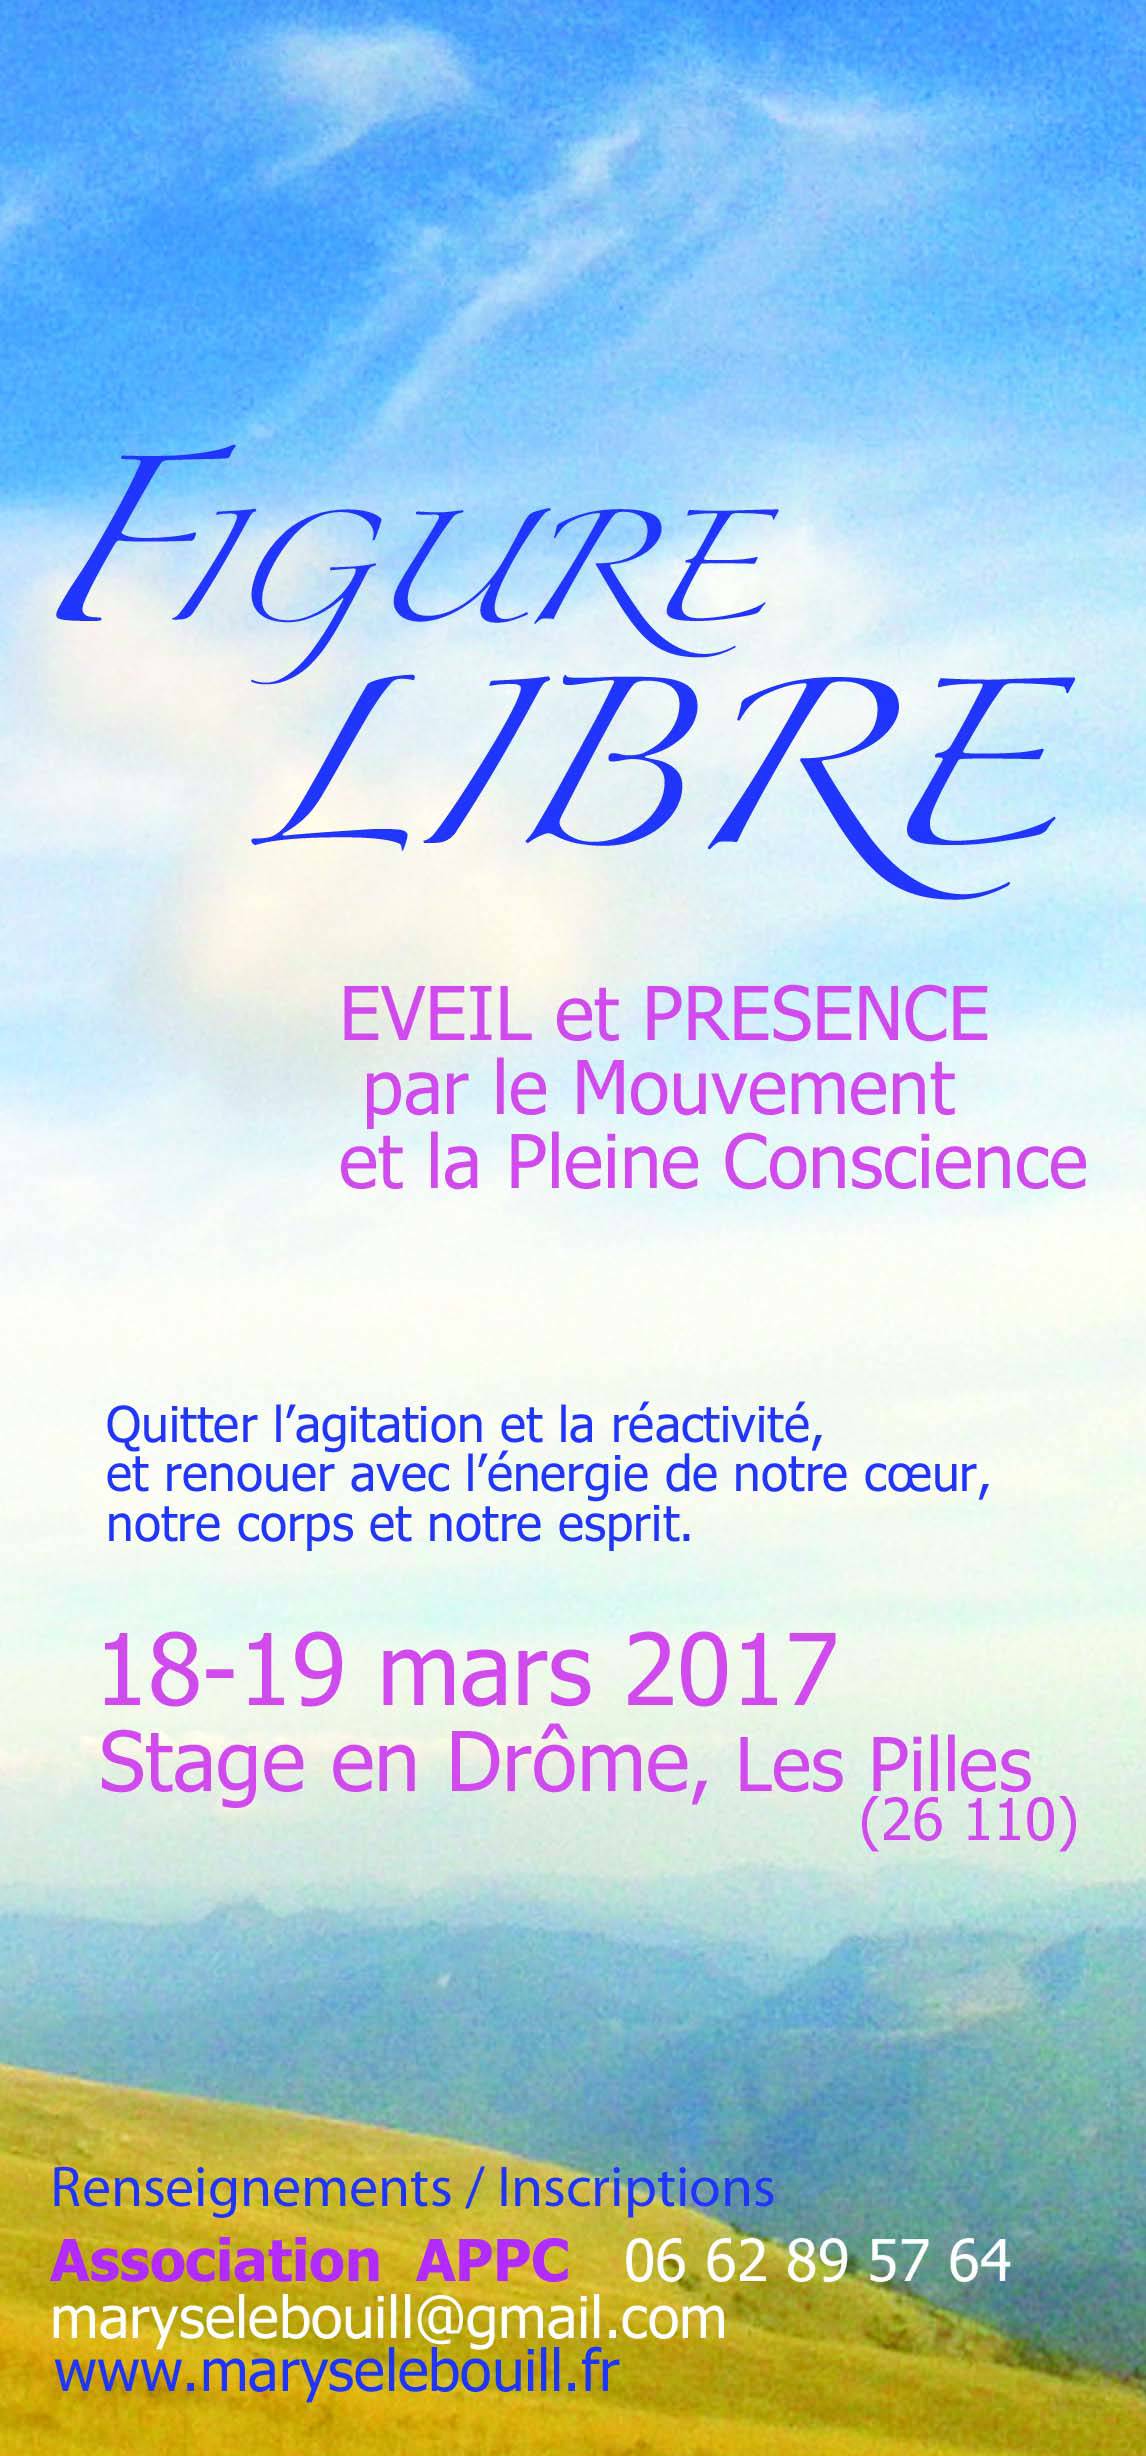 FIGURE
LIBRE
EVEIL et PRESENCE
par le Mouvement
et la Pleine Conscience
Quitter l’agitation et la réactivité,
et renouer avec l’énergie de notre cœur,
notre corps et notre esprit.
18-19 mars 2017
Stage en Drôme, Les Pilles
(26 110)
Renseignements / Inscriptions
Association APPC 06 62 89 57 64
maryselebouill@gmail.com
www.maryselebouill.fr